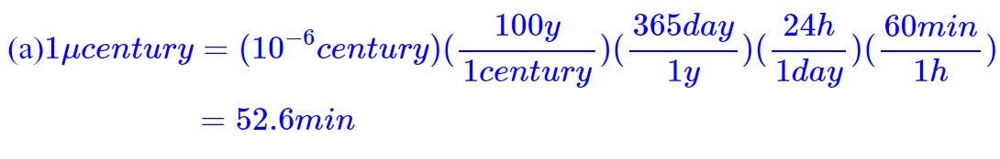 (a)1μcentury = (10⁻⁶century)(100y/1century)(365day/1y)(24h/1day)(60min/1h)
= 52.6min